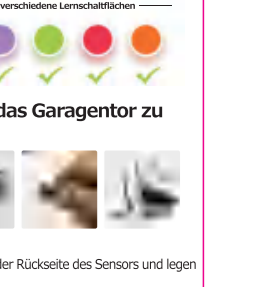 verschiedene Lernschaltflächen
das Garagentor zu
der Rückseite des Sensors und legen